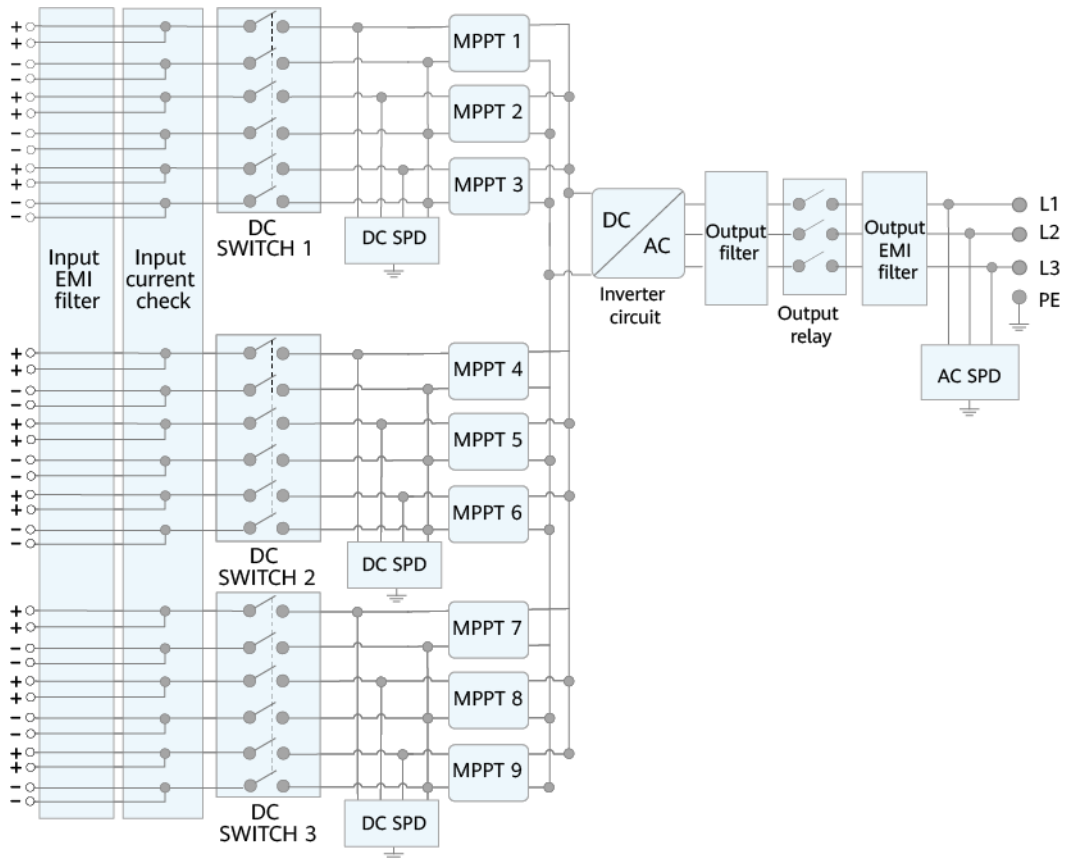 +
+
−
−
+
+
−
−
+
+
−
−
Input
EMI
filter
Input
current
check
DC
SWITCH 1
DC SPD
MPPT 1
MPPT 2
MPPT 3
DC
AC
Inverter
circuit
Output
filter
Output
relay
Output
EMI
filter
L1
L2
L3
PE
AC SPD
+
+
−
−
+
+
−
−
+
+
−
−
DC
SWITCH 2
DC SPD
MPPT 4
MPPT 5
MPPT 6
+
+
−
−
+
+
−
−
+
+
−
−
DC
SWITCH 3
DC SPD
MPPT 7
MPPT 8
MPPT 9